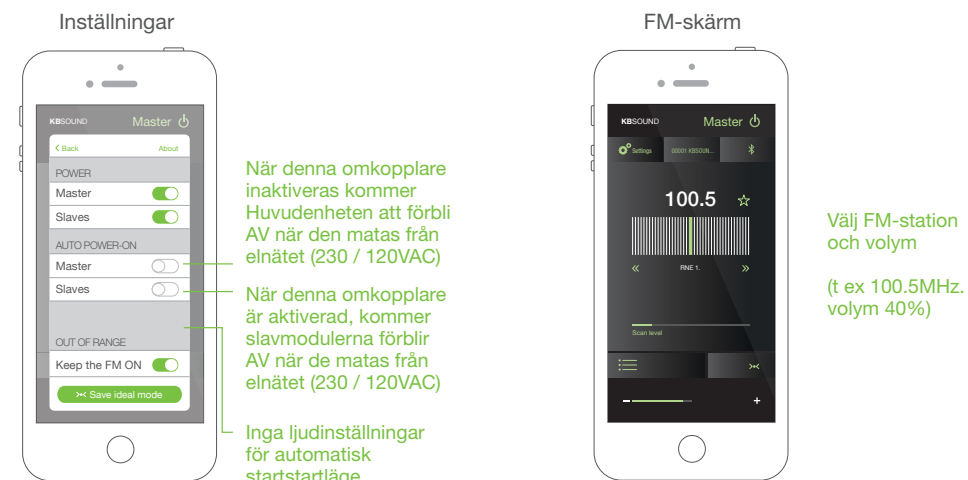 Inställningar
KBSOUND Master
Back About
POWER
Master
Slaves
AUTO POWER-ON
Master
Slaves
OUT OF RANGE
Keep the FM ON
Save ideal mode
När denna omkopplare
inaktiveras kommer
Huvudenheten att förbli
AV när den matas från
elnätet (230 / 120VAC)
När denna omkopplare
är aktiverad, kommer
slavmodulerna förblir
AV när de matas från
elnätet (230 / 120VAC)
Inga ljudinställningar
för automatisk
startstartläge
FM-skärm
KBSOUND Master
Settings 00001 KBSOUN...
100.5
« RNE 1. »
Scan level
- +
Välj FM-station
och volym
(t ex 100.5MHz.
volym 40%)